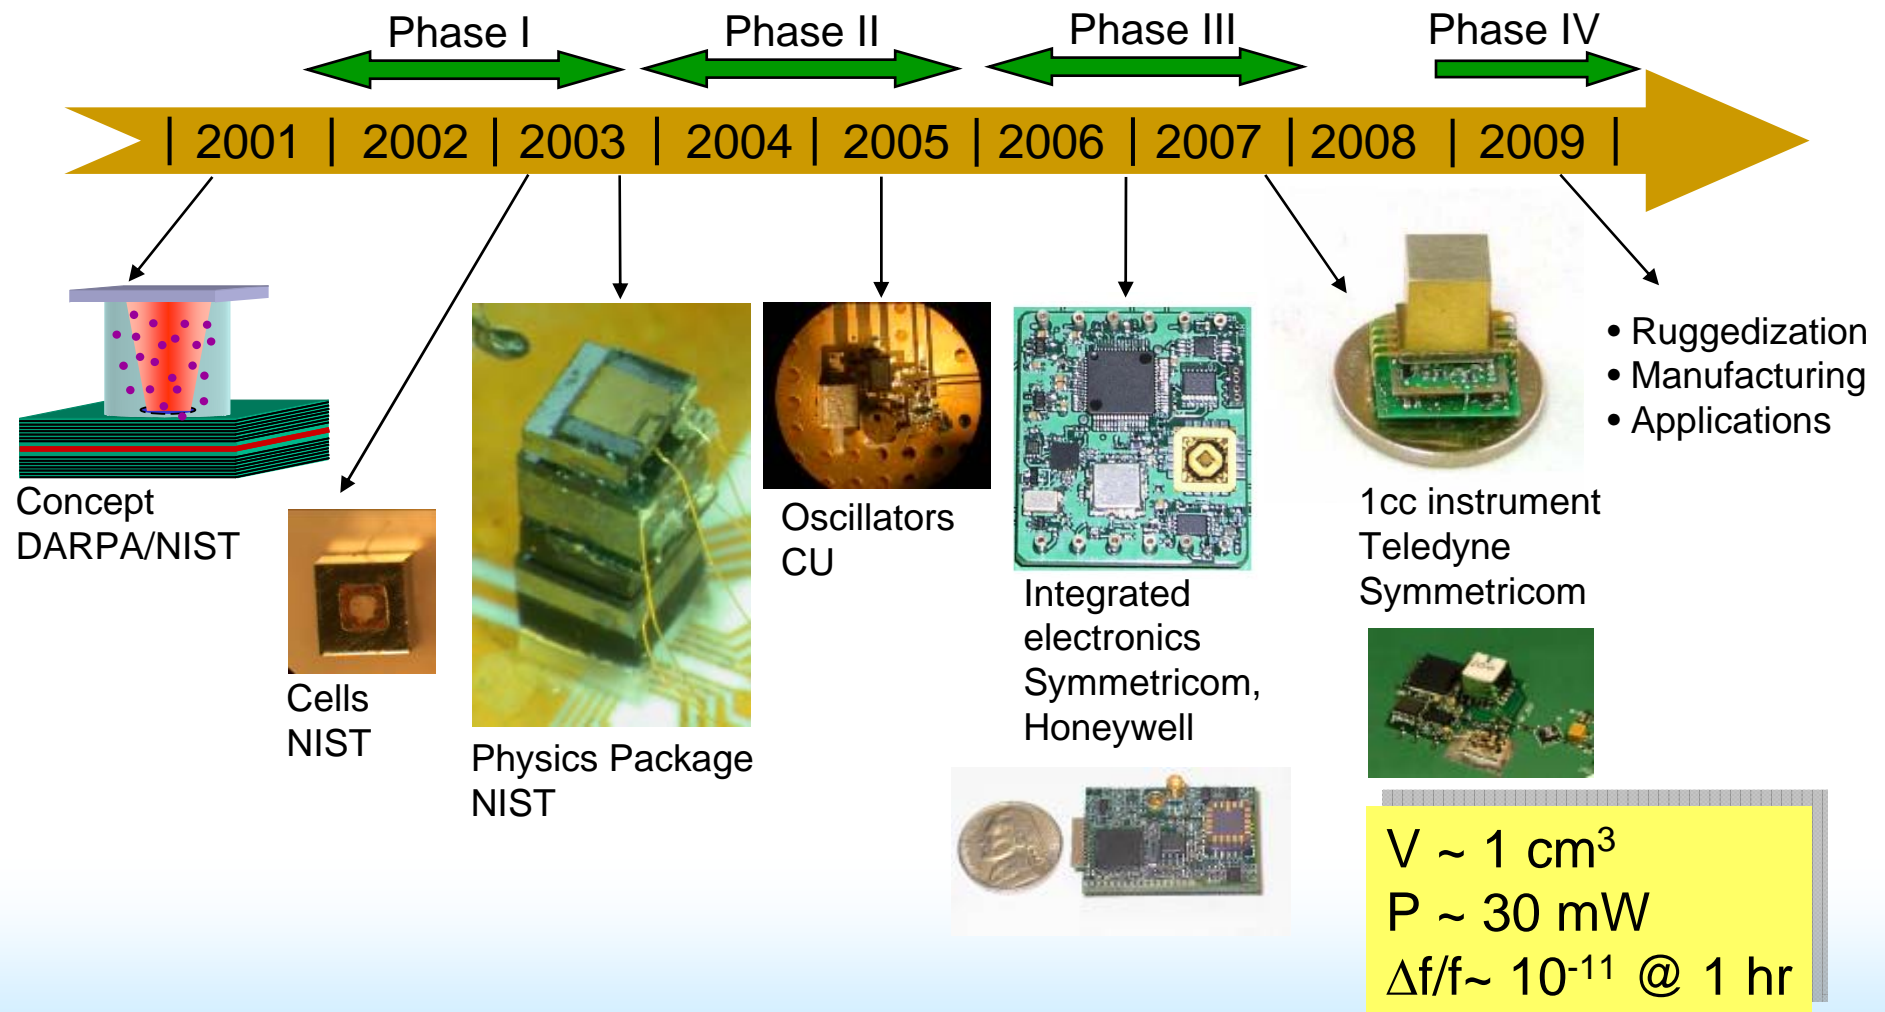 Phase I
Phase II
Phase III
Phase IV
| 2001 | 2002 | 2003 | 2004 | 2005 | 2006 | 2007 | 2008 | 2009 |
Concept
DARPA/NIST
Cells
NIST
Physics Package
NIST
Oscillators
CU
Integrated
electronics
Symmetricom,
Honeywell
1cc instrument
Teledyne
Symmetricom
• Ruggedization
• Manufacturing
• Applications
V ~ 1 cm³
P ~ 30 mW
Δf/f~ 10⁻¹¹ @ 1 hr